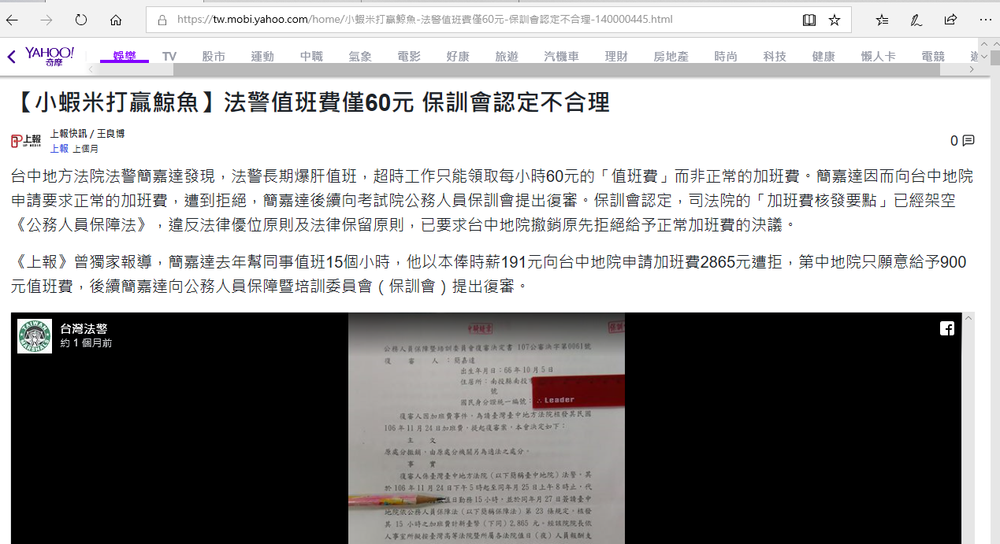 https://tw.mobi.yahoo.com/home/小蝦米打贏鯨魚-法警值班費僅60元-保訓會認定不合理-140000445.html
YAHOO!
奇摩
娛樂 TV 股市 運動 中職 氣象 電影 好康 旅遊 汽機車 理財 房地產 時尚 科技 健康 懶人卡 電競
【小蝦米打贏鯨魚】法警值班費僅60元 保訓會認定不合理
上報
UP MEDIA
上報快訊 / 王良博
上報 上個月
0
台中地方法院法警簡嘉達發現，法警長期爆肝值班，超時工作只能領取每小時60元的「值班費」而非正常的加班費。簡嘉達因而向台中地院
申請要求正常的加班費，遭到拒絕，簡嘉達後續向考試院公務人員保訓會提出復審。保訓會認定，司法院的「加班費核發要點」已經架空
《公務人員保障法》，違反法律優位原則及法律保留原則，已要求台中地院撤銷原先拒絕給予正常加班費的決議。
《上報》曾獨家報導，簡嘉達去年幫同事值班15個小時，他以本俸時薪191元向台中地院申請加班費2865元遭拒，第中地院只願意給予900
元值班費，後續簡嘉達向公務人員保障暨培訓委員會（保訓會）提出復審。
TAIWAN
MARSHALS
台灣法警
約 1 個月前
公務人員保障暨培訓委員會復審決定書 107公審決字第0061號
復 審 人 ：簡嘉達
出生年月日：66年10月5日
住居所：南投縣南投
號
國民身分證統一編號：
Leader
復審人因加班費事件，為請臺灣臺中地方法院核發其民國
106年11月24日加班費，提起復審案，本會決定如下：
主 文
原處分撤銷，由原處分機關另為適法之處分。
事 實
復審人係臺灣臺中地方法院（以下簡稱臺中地院）法警，其
於106年11月24日下午5時起至同年月25日上午8時止，代
值日勤務15小時，並於同年月27日簽請臺中
地院依公務人員保障法（以下簡稱保障法）第23條規定，核發
其15小時之加班費計新臺幣（下同）2,865元。經該院院長依
人事室所擬按臺灣高等法院暨所屬各法院值日（夜）人員報酬支